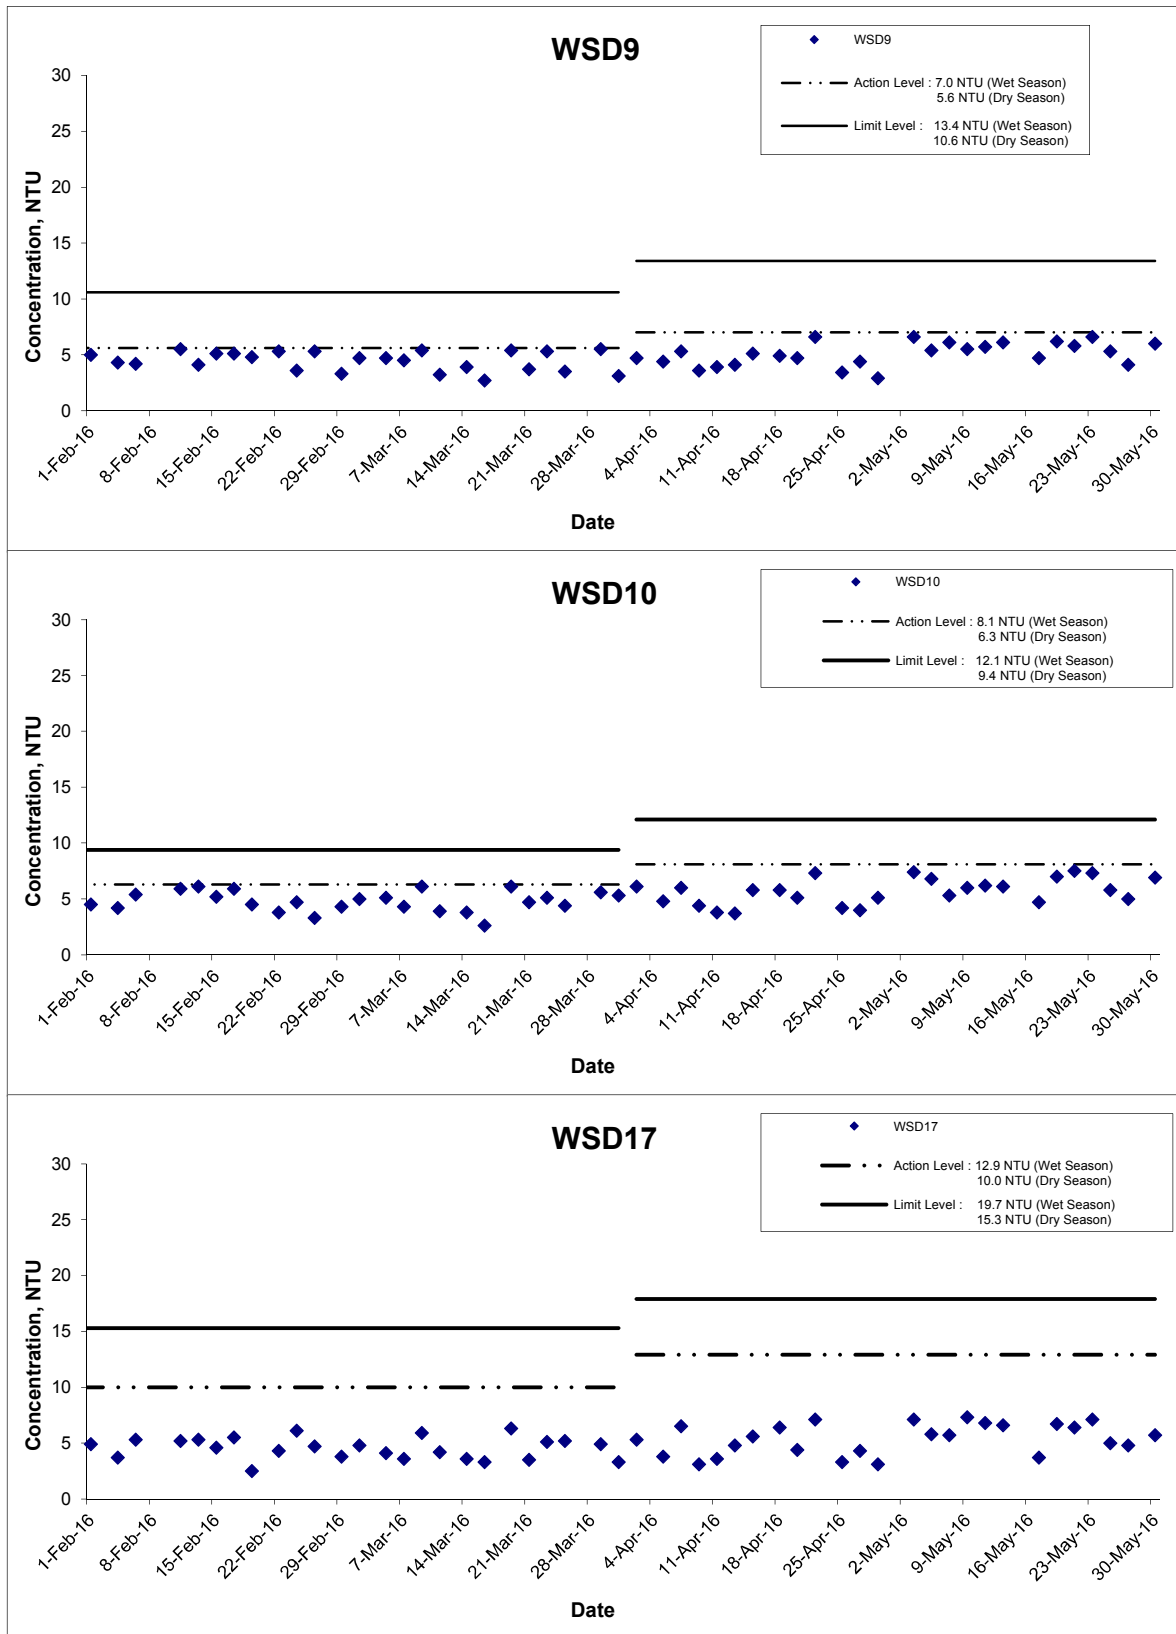 WSD9
WSD9
Action Level : 7.0 NTU (Wet Season)
5.6 NTU (Dry Season)
Limit Level : 13.4 NTU (Wet Season)
10.6 NTU (Dry Season)
Concentration, NTU
30
25
20
15
10
5
0
1-Feb-16
8-Feb-16
15-Feb-16
22-Feb-16
29-Feb-16
7-Mar-16
14-Mar-16
21-Mar-16
28-Mar-16
4-Apr-16
11-Apr-16
18-Apr-16
25-Apr-16
2-May-16
9-May-16
16-May-16
23-May-16
30-May-16
Date
WSD10
WSD10
Action Level : 8.1 NTU (Wet Season)
6.3 NTU (Dry Season)
Limit Level : 12.1 NTU (Wet Season)
9.4 NTU (Dry Season)
Concentration, NTU
30
25
20
15
10
5
0
1-Feb-16
8-Feb-16
15-Feb-16
22-Feb-16
29-Feb-16
7-Mar-16
14-Mar-16
21-Mar-16
28-Mar-16
4-Apr-16
11-Apr-16
18-Apr-16
25-Apr-16
2-May-16
9-May-16
16-May-16
23-May-16
30-May-16
Date
WSD17
WSD17
Action Level : 12.9 NTU (Wet Season)
10.0 NTU (Dry Season)
Limit Level : 19.7 NTU (Wet Season)
15.3 NTU (Dry Season)
Concentration, NTU
30
25
20
15
10
5
0
1-Feb-16
8-Feb-16
15-Feb-16
22-Feb-16
29-Feb-16
7-Mar-16
14-Mar-16
21-Mar-16
28-Mar-16
4-Apr-16
11-Apr-16
18-Apr-16
25-Apr-16
2-May-16
9-May-16
16-May-16
23-May-16
30-May-16
Date